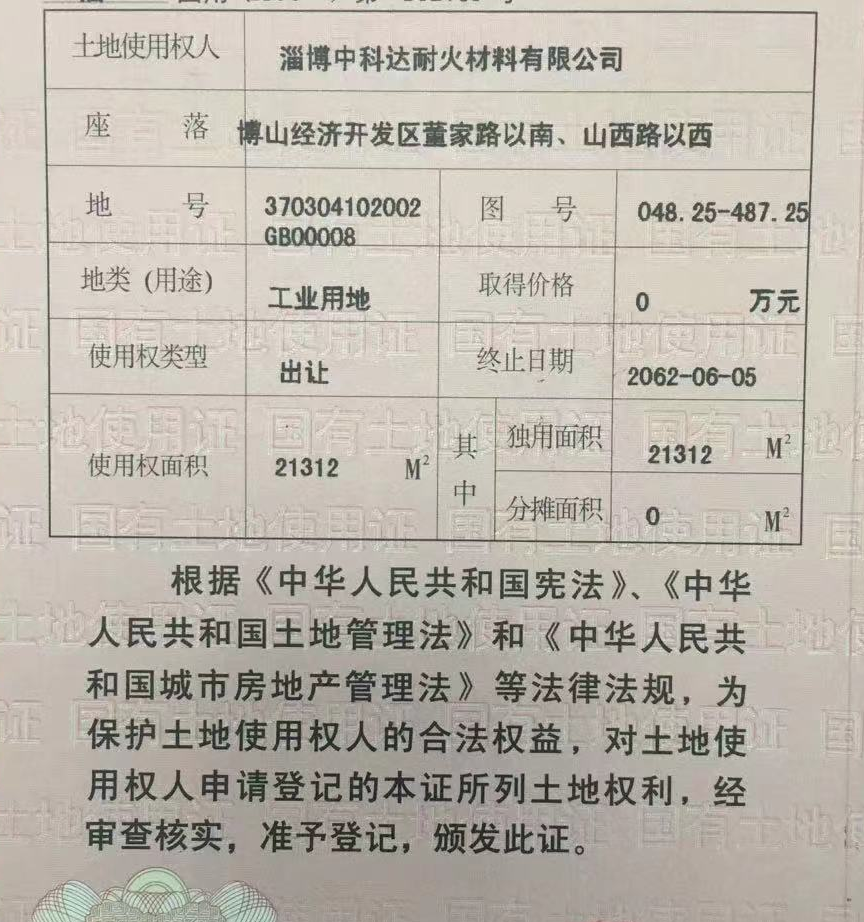 土地使用权人 淄博中科达耐火材料有限公司
座 落 博山经济开发区董家路以南、山西路以西
地 号 370304102002 图 号 048.25-487.25
GB00008
地类(用途) 工业用地 取得价格 0 万元
使用权类型 出让 终止日期 2062-06-05
使用权面积 21312 M² 其中 独用面积 21312 M²
分摊面积 0 M²
根据《中华人民共和国宪法》、《中华
人民共和国土地管理法》和《中华人民共
和国城市房地产管理法》等法律法规，为
保护土地使用权人的合法权益，对土地使
用权人申请登记的本证所列土地权利，经
审查核实，准予登记，颁发此证。